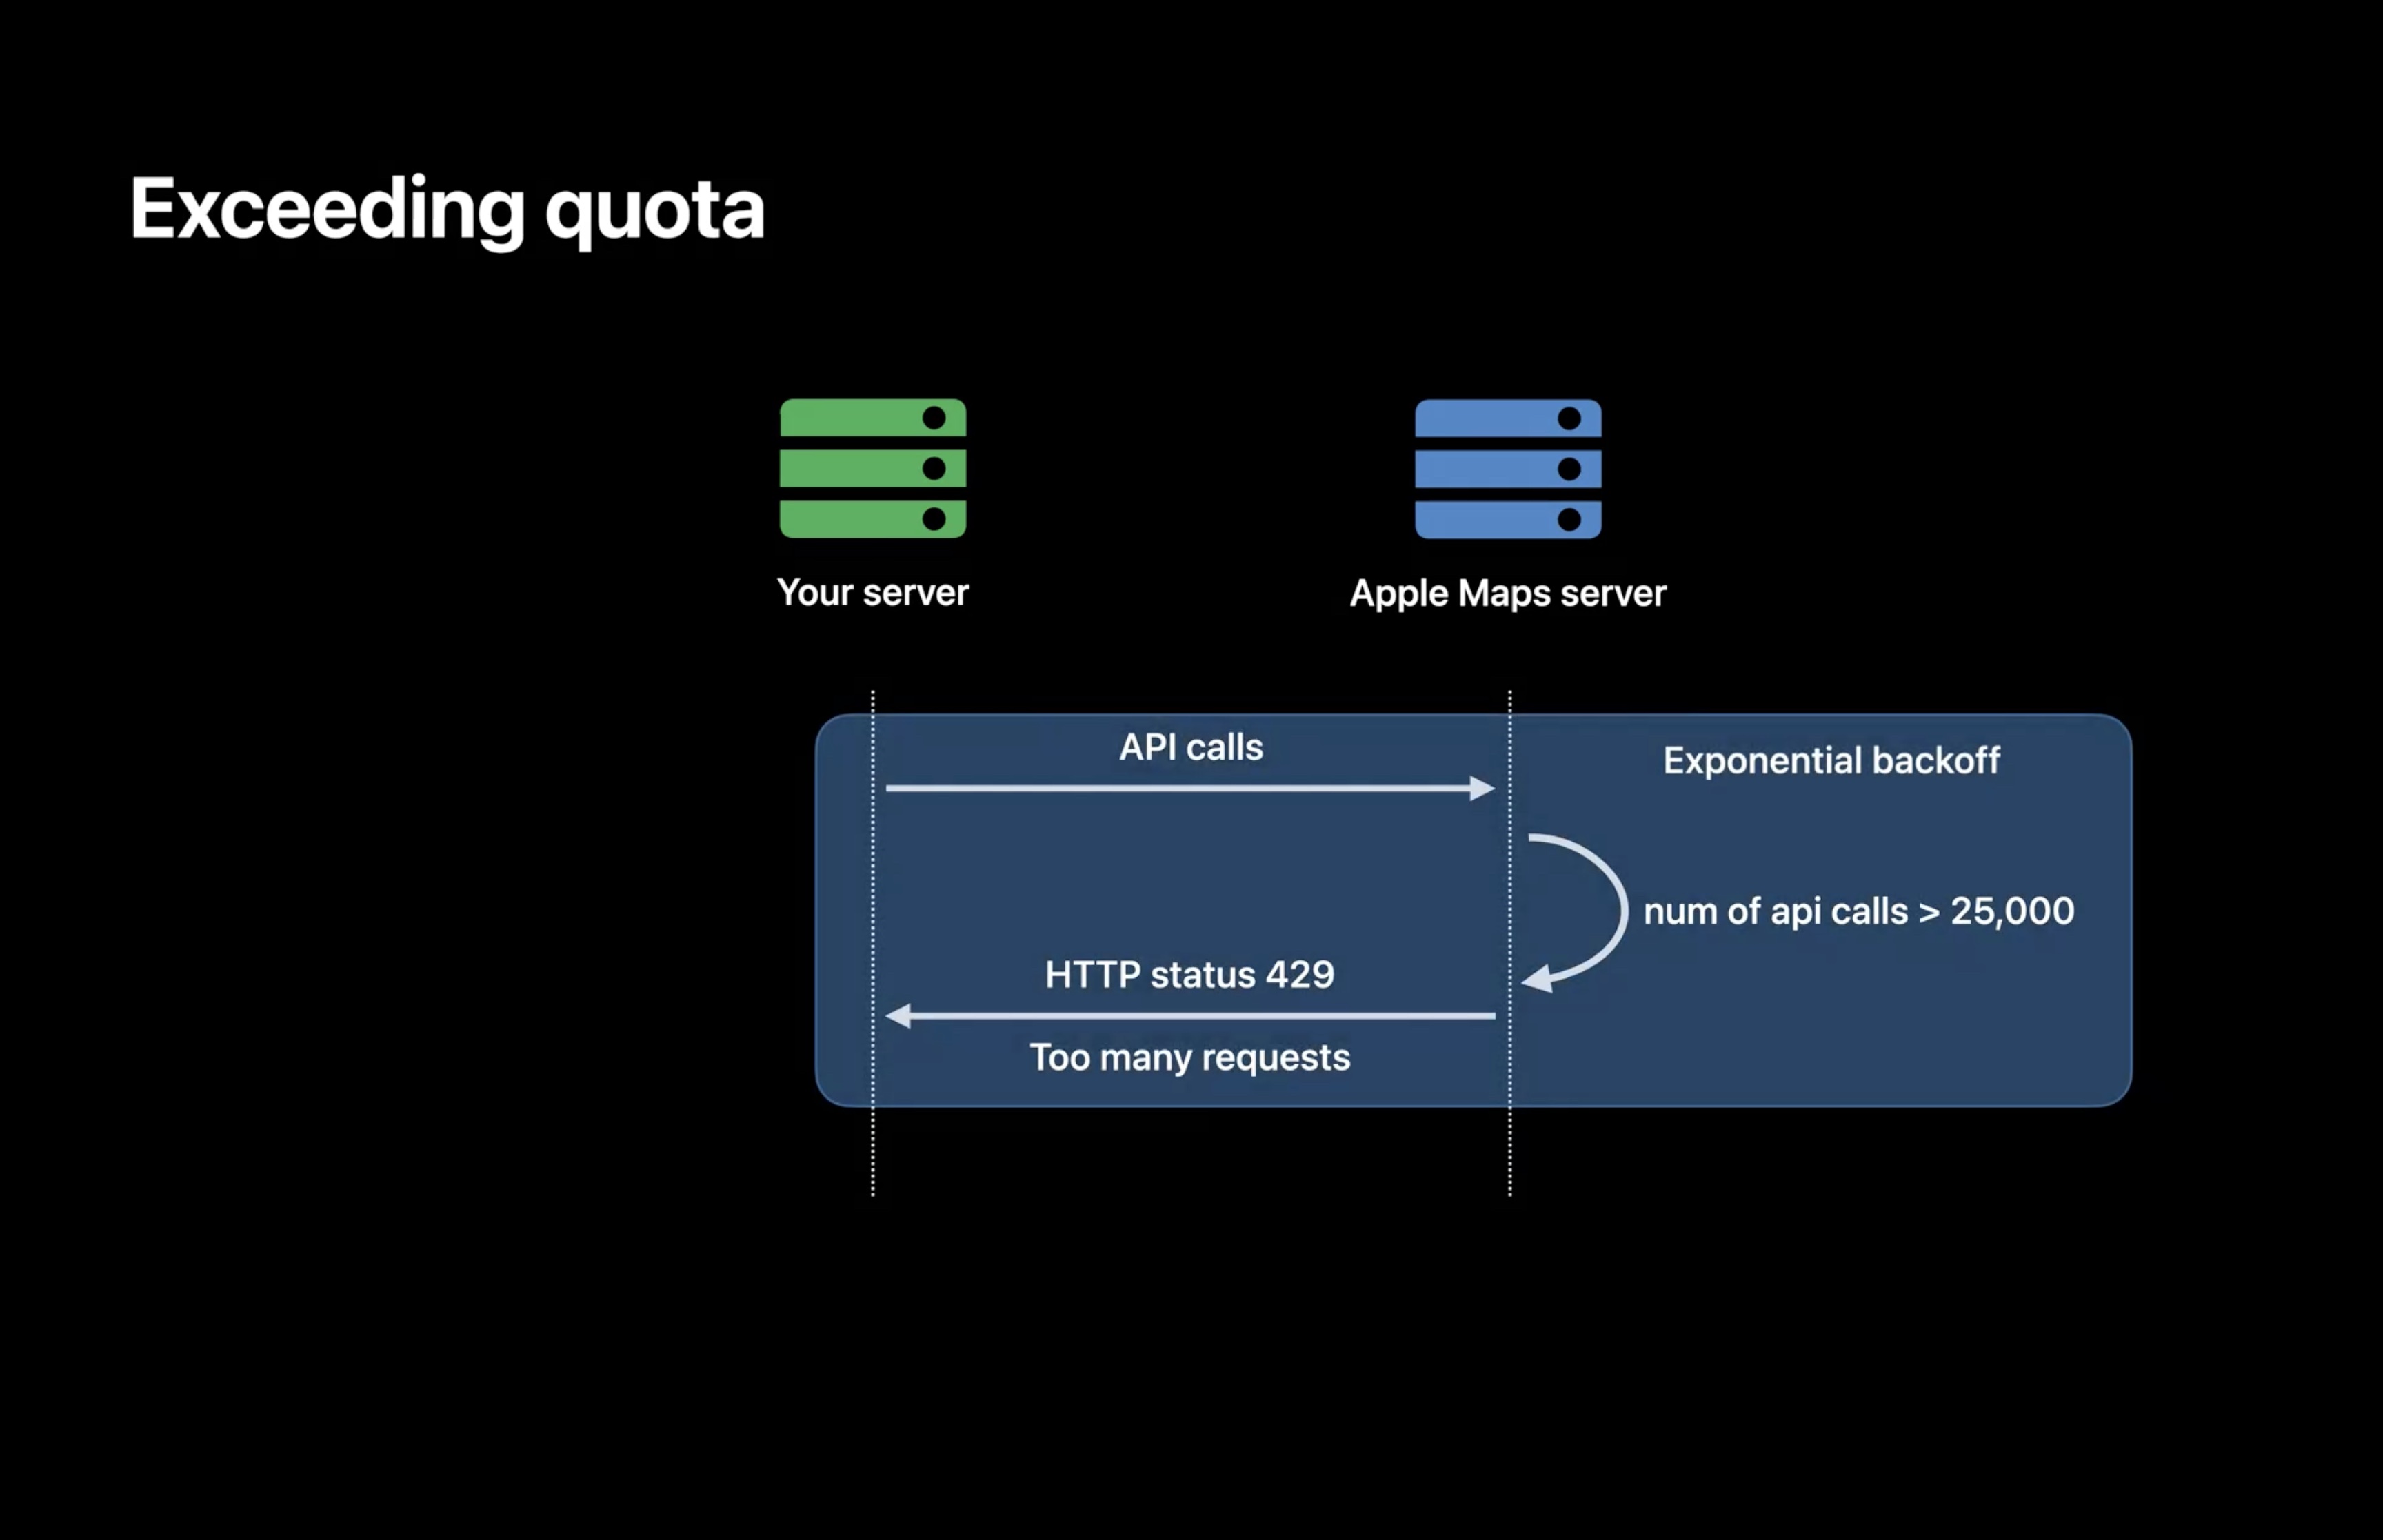 Exceeding quota
Your server
Apple Maps server
API calls
Exponential backoff
num of api calls > 25,000
HTTP status 429
Too many requests